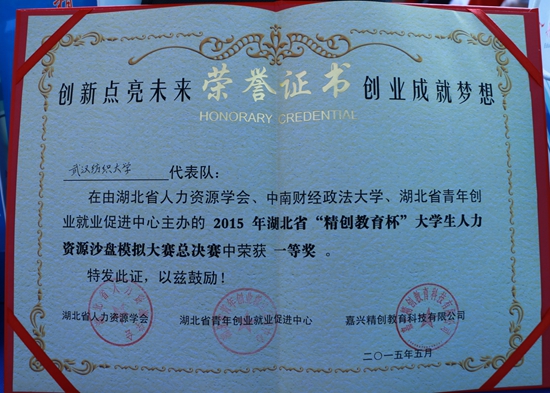 创新点亮未来 荣誉证书 创业成就梦想
HONORARY CREDENTIAL
武汉纺织大学 代表队：
在由湖北省人力资源学会、中南财经政法大学、湖北省青年创
业就业促进中心主办的 2015 年湖北省“精创教育杯”大学生人力
资源沙盘模拟大赛总决赛中荣获 一等奖 。
特发此证，以兹鼓励！
湖北省人力资源学会 湖北省青年创业就业促进中心 嘉兴精创教育科技有限公司
二〇一五年五月